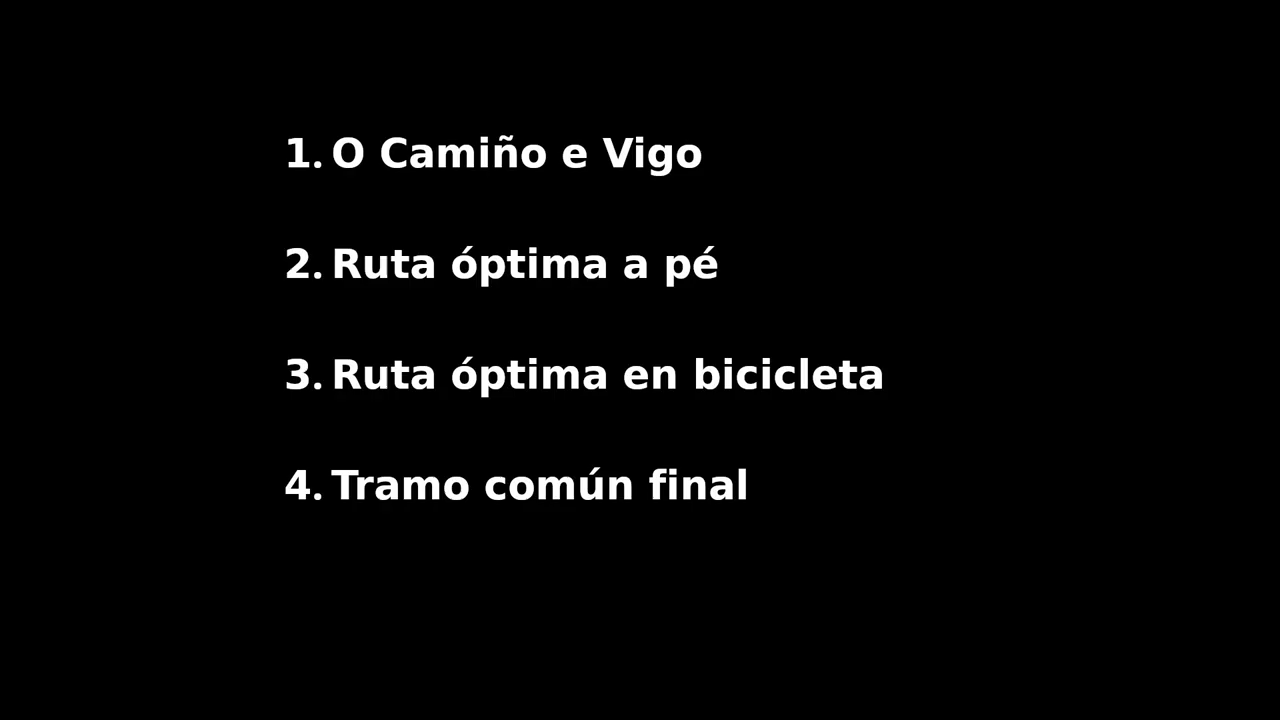 1. O Camiño e Vigo
2. Ruta óptima a pé
3. Ruta óptima en bicicleta
4. Tramo común final